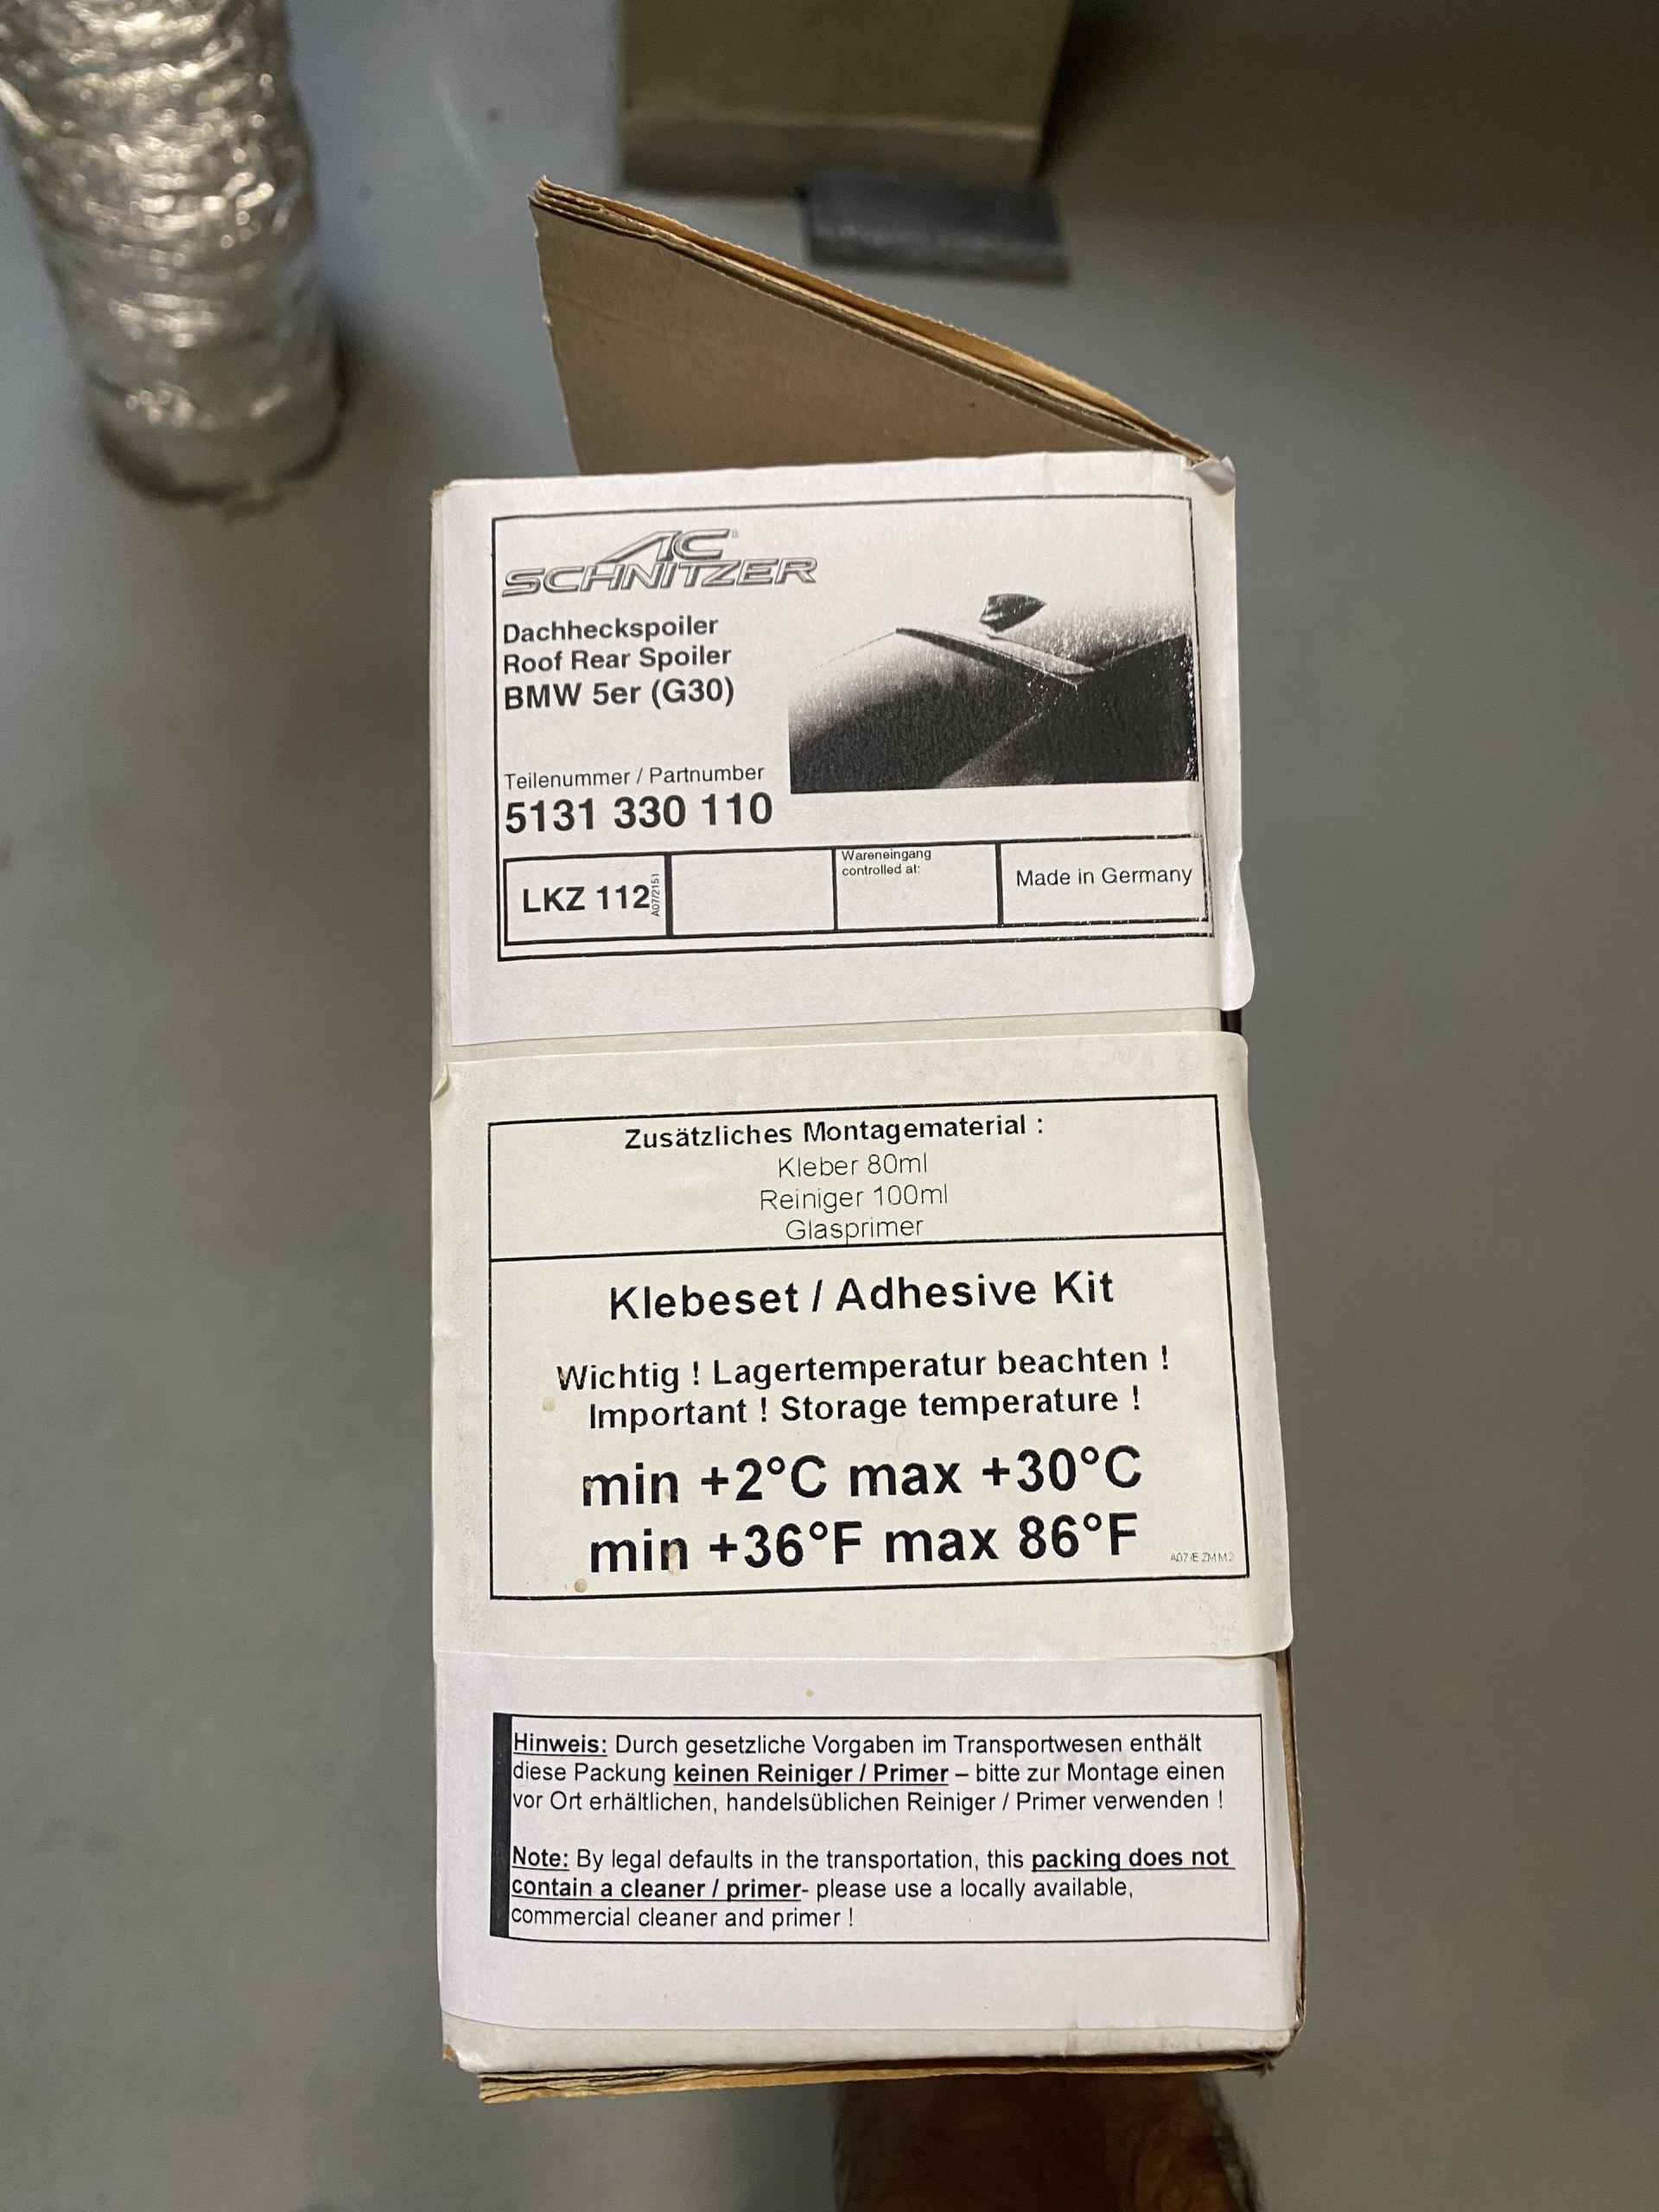 AC
SCHNITZER
Dachheckspoiler
Roof Rear Spoiler
BMW 5er (G30)
Teilenummer / Partnumber
5131 330 110
LKZ 112
A07/2151
Wareneingang
controlled at:
Made in Germany
Zusätzliches Montagematerial :
Kleber 80ml
Reiniger 100ml
Glasprimer
Klebeset / Adhesive Kit
Wichtig ! Lagertemperatur beachten !
Important ! Storage temperature !
min +2°C max +30°C
min +36°F max 86°F
Hinweis: Durch gesetzliche Vorgaben im Transportwesen enthält
diese Packung keinen Reiniger / Primer – bitte zur Montage einen
vor Ort erhältlichen, handelsüblichen Reiniger / Primer verwenden !
Note: By legal defaults in the transportation, this packing does not
contain a cleaner / primer- please use a locally available,
commercial cleaner and primer !